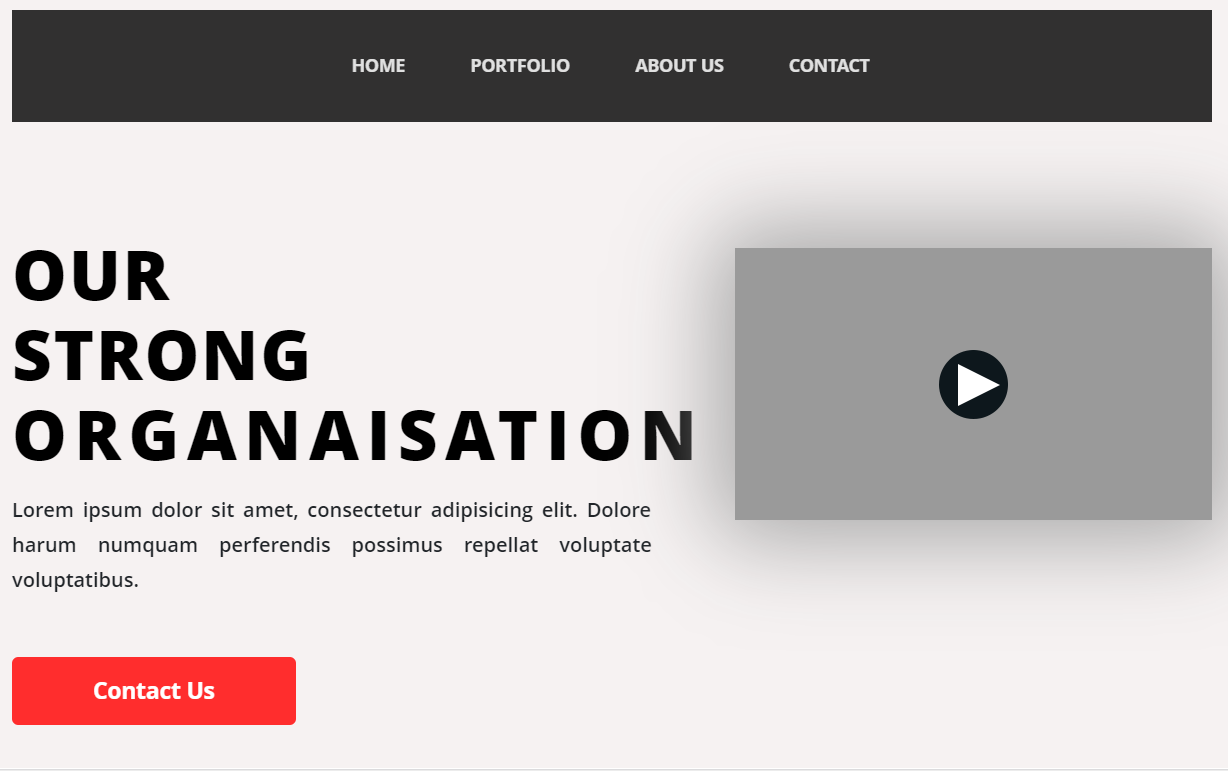 HOME PORTFOLIO ABOUT US CONTACT
OUR
STRONG
ORGANAISATION
Lorem ipsum dolor sit amet, consectetur adipisicing elit. Dolore
harum numquam perferendis possimus repellat voluptate
voluptatibus.
Contact Us